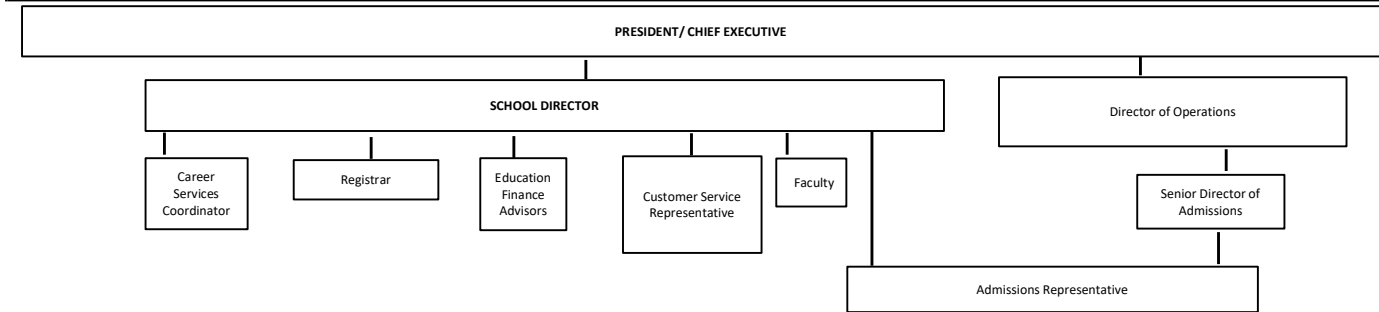 PRESIDENT/ CHIEF EXECUTIVE
SCHOOL DIRECTOR
Director of Operations
Career
Services
Coordinator
Registrar
Education
Finance
Advisors
Customer Service
Representative
Faculty
Senior Director of
Admissions
Admissions Representative